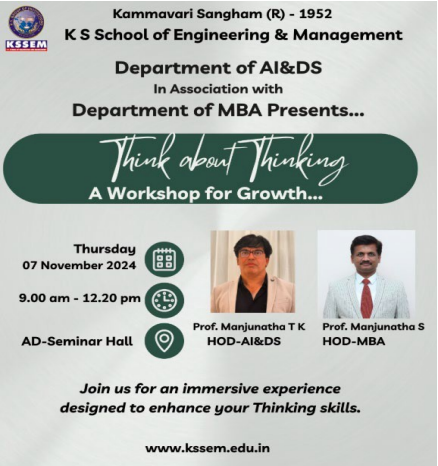 Kammavari Sangham (R) - 1952
K S School of Engineering & Management
KSSEM
Department of AI&DS
In Association with
Department of MBA Presents...
Think about Thinking
A Workshop for Growth...
Thursday
07 November 2024
9.00 am - 12.20 pm
AD-Seminar Hall
Prof. Manjunatha T K
HOD-AI&DS
Prof. Manjunatha S
HOD-MBA
Join us for an immersive experience
designed to enhance your Thinking skills.
www.kssem.edu.in